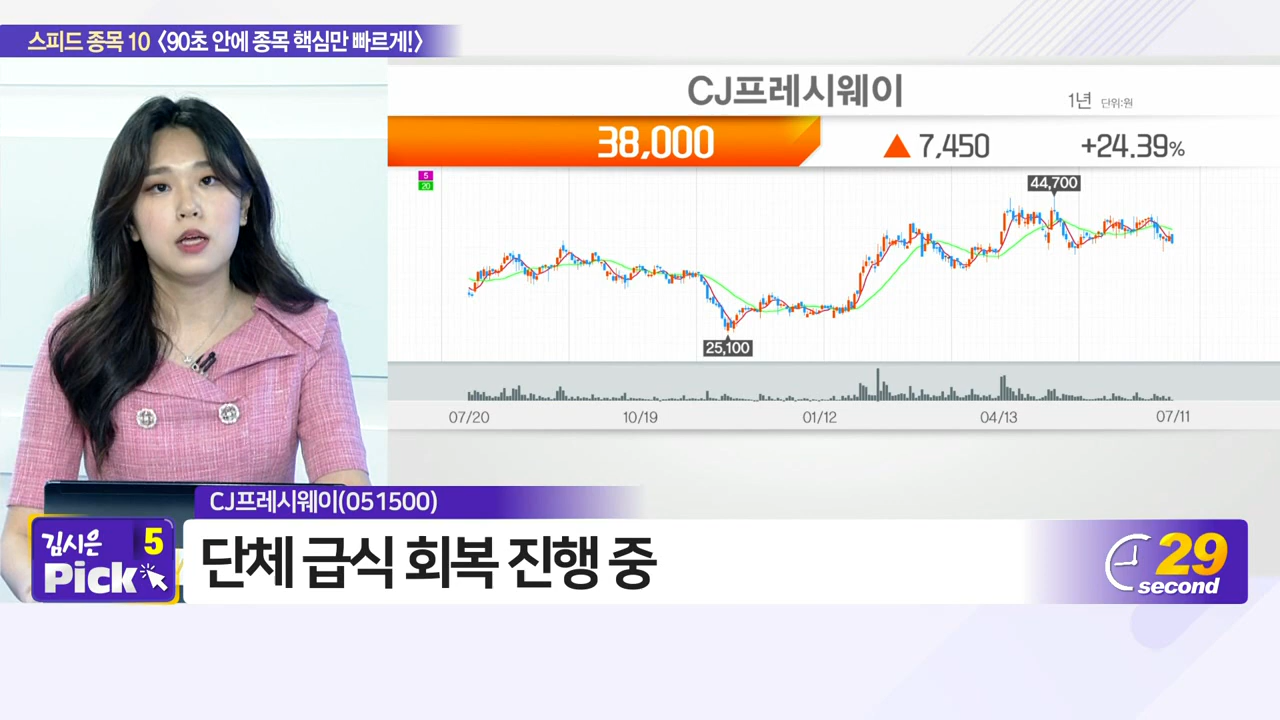 스피드 종목 10 <90초 안에 종목 핵심만 빠르게!>
CJ프레시웨이
1년 단위:원
38,000 ▲ 7,450 +24.39%
5
20
44,700
25,100
07/20 10/19 01/12 04/13 07/11
CJ프레시웨이(051500)
김시은 5
Pick
단체 급식 회복 진행 중
29
second